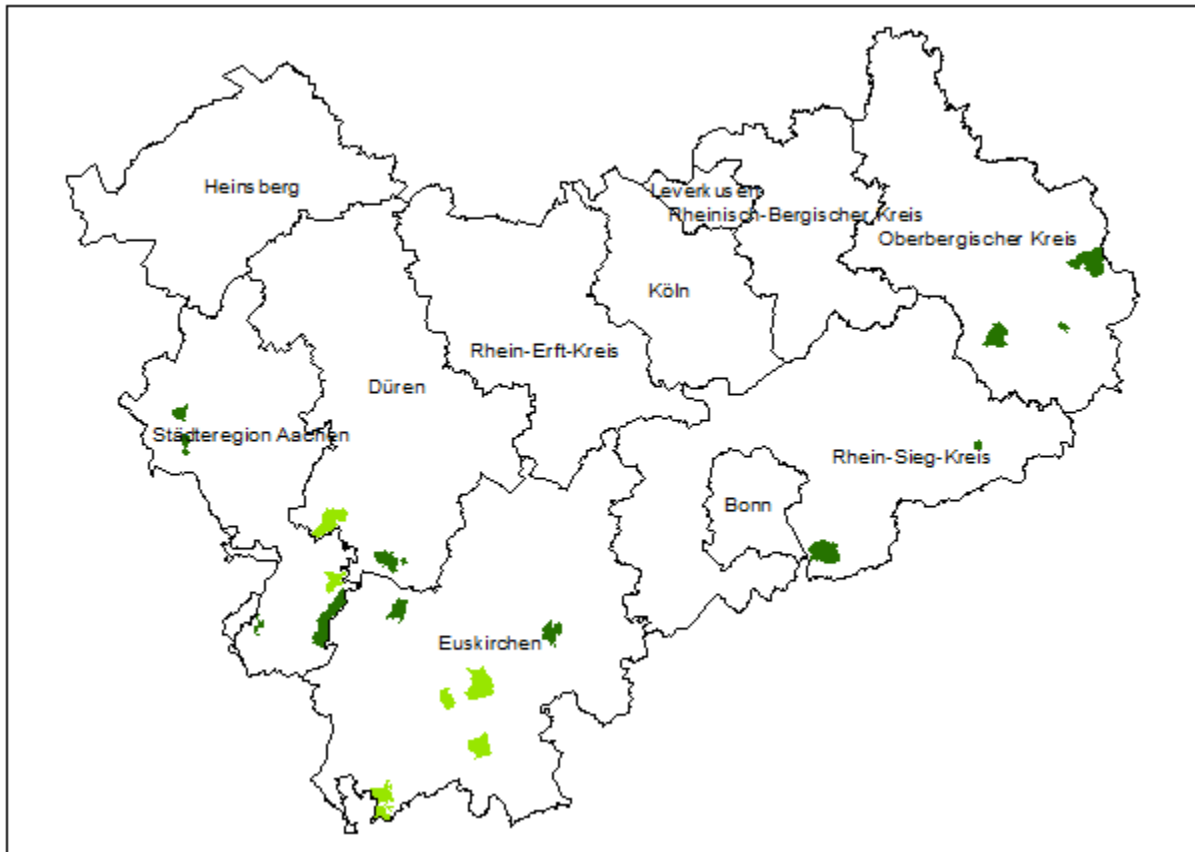 Heinsberg
Leverkusen
Rheinisch-Bergischer Kreis
Oberbergischer Kreis
Köln
Rhein-Erft-Kreis
Düren
Städteregion Aachen
Rhein-Sieg-Kreis
Bonn
Euskirchen